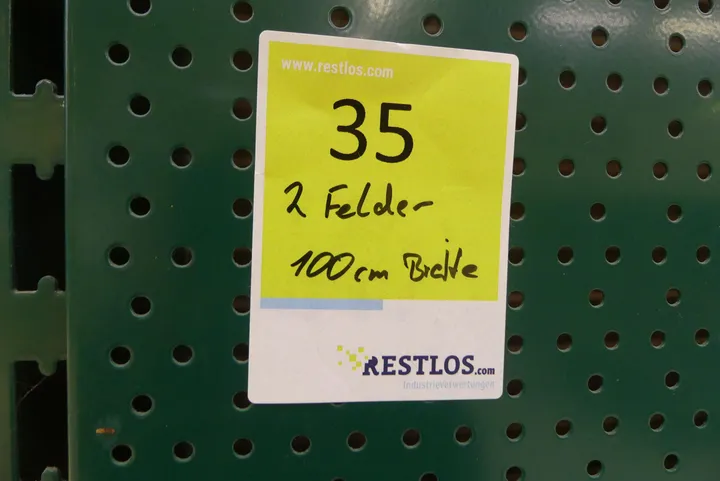 www.restlos.com
35
2 Felder
100cm Breite
RESTLOS.com
Industrieverwertungen